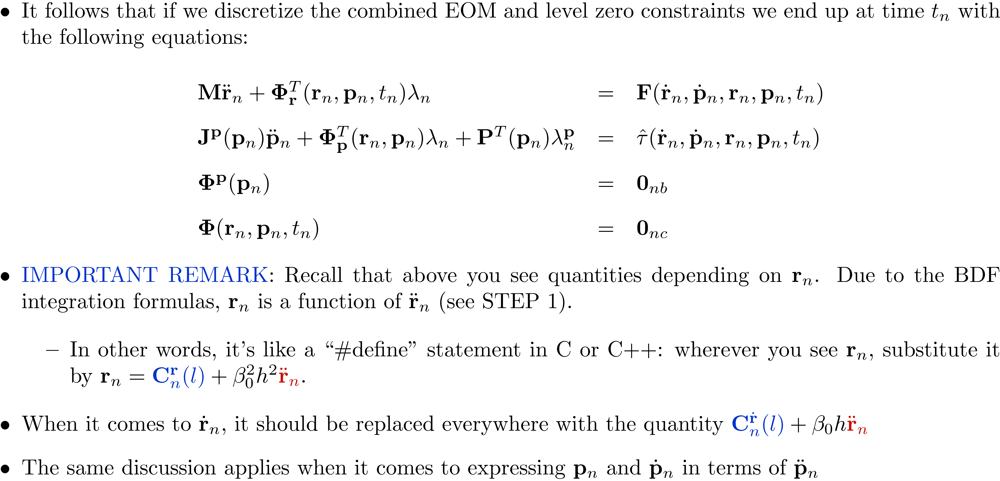 • It follows that if we discretize the combined EOM and level zero constraints we end up at time $t_n$ with
the following equations:
$\mathbf{M}\ddot{\mathbf{r}}_n + \mathbf{\Phi}_{\mathbf{r}}^T(\mathbf{r}_n, \mathbf{p}_n, t_n)\lambda_n = \mathbf{F}(\dot{\mathbf{r}}_n, \dot{\mathbf{p}}_n, \mathbf{r}_n, \mathbf{p}_n, t_n)$
$\mathbf{J}^{\mathbf{p}}(\mathbf{p}_n)\ddot{\mathbf{p}}_n + \mathbf{\Phi}_{\mathbf{p}}^T(\mathbf{r}_n, \mathbf{p}_n)\lambda_n + \mathbf{P}^T(\mathbf{p}_n)\lambda_n^{\mathbf{p}} = \hat{\tau}(\dot{\mathbf{r}}_n, \dot{\mathbf{p}}_n, \mathbf{r}_n, \mathbf{p}_n, t_n)$
$\mathbf{\Phi}^{\mathbf{p}}(\mathbf{p}_n) = \mathbf{0}_{nb}$
$\mathbf{\Phi}(\mathbf{r}_n, \mathbf{p}_n, t_n) = \mathbf{0}_{nc}$
• IMPORTANT REMARK: Recall that above you see quantities depending on $\mathbf{r}_n$. Due to the BDF
integration formulas, $\mathbf{r}_n$ is a function of $\ddot{\mathbf{r}}_n$ (see STEP 1).
– In other words, it's like a “#define” statement in C or C++: wherever you see $\mathbf{r}_n$, substitute it
by $\mathbf{r}_n = \mathbf{C}_n^{\mathbf{r}}(l) + \beta_0^2 h^2 \ddot{\mathbf{r}}_n$.
• When it comes to $\dot{\mathbf{r}}_n$, it should be replaced everywhere with the quantity $\mathbf{C}_n^{\dot{\mathbf{r}}}(l) + \beta_0 h \ddot{\mathbf{r}}_n$
• The same discussion applies when it comes to expressing $\mathbf{p}_n$ and $\dot{\mathbf{p}}_n$ in terms of $\ddot{\mathbf{p}}_n$